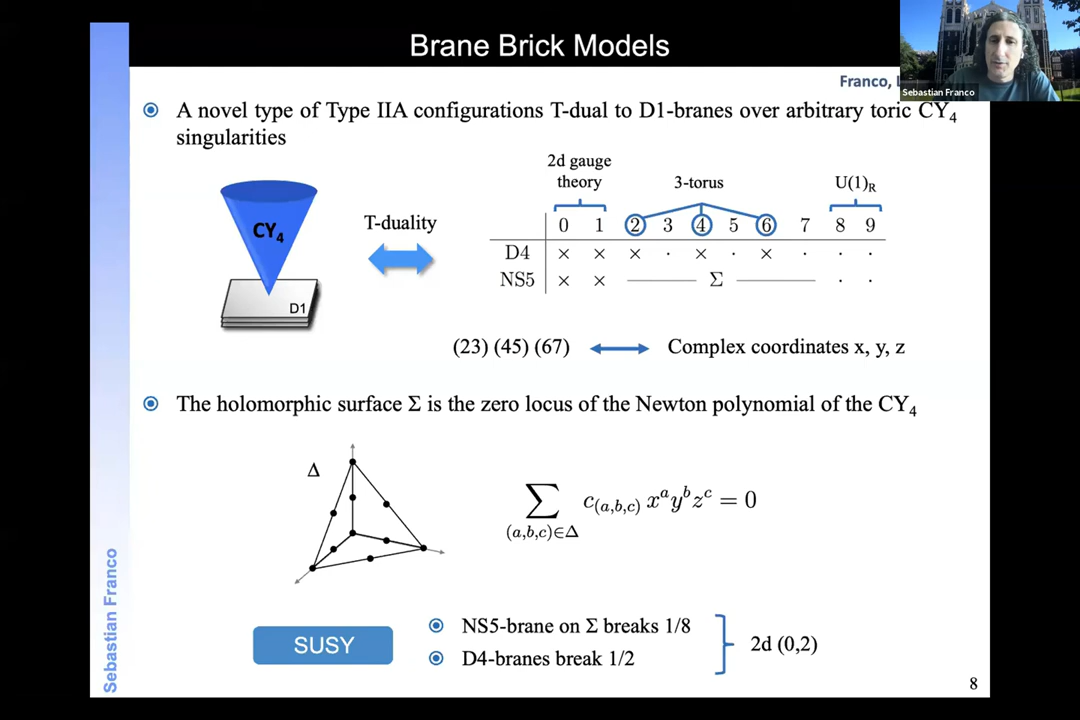 Brane Brick Models
Franco,
Sebastian Franco
A novel type of Type IIA configurations T-dual to D1-branes over arbitrary toric CY₄
singularities
2d gauge
theory
3-torus
U(1)_R
CY₄
D1
T-duality
0 1 2 3 4 5 6 7 8 9
D4 × × × · × · × · · ·
NS5 × × Σ · ·
(23) (45) (67) Complex coordinates x, y, z
The holomorphic surface Σ is the zero locus of the Newton polynomial of the CY₄
Δ
∑ c_{(a,b,c)} x^a y^b z^c = 0
(a,b,c)∈Δ
SUSY
NS5-brane on Σ breaks 1/8
D4-branes break 1/2
2d (0,2)
Sebastian Franco
8